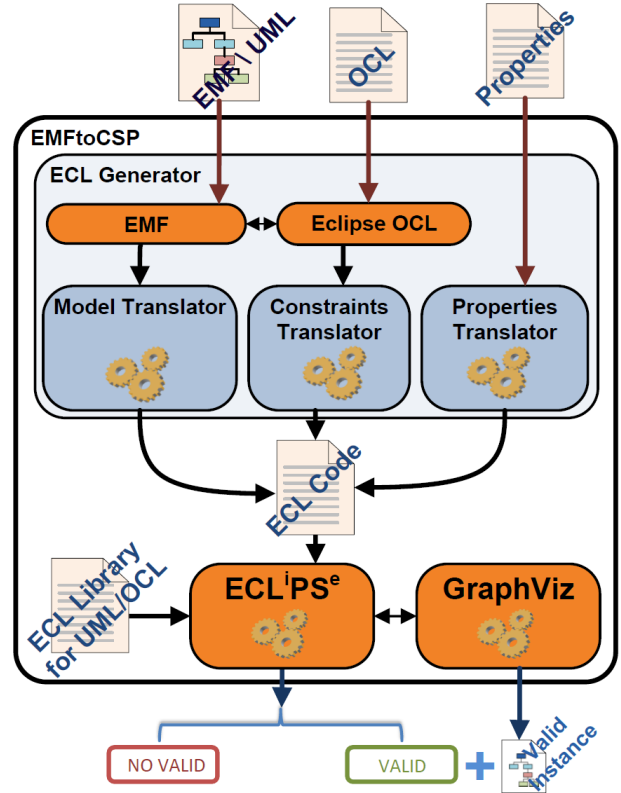 EMF \ UML
OCL
Properties
EMFtoCSP
ECL Generator
EMF
Eclipse OCL
Model Translator
Constraints
Translator
Properties
Translator
ECL Code
ECL Library
for UML/OCL
ECLiPSe
GraphViz
NO VALID
VALID
+
Valid
Instance